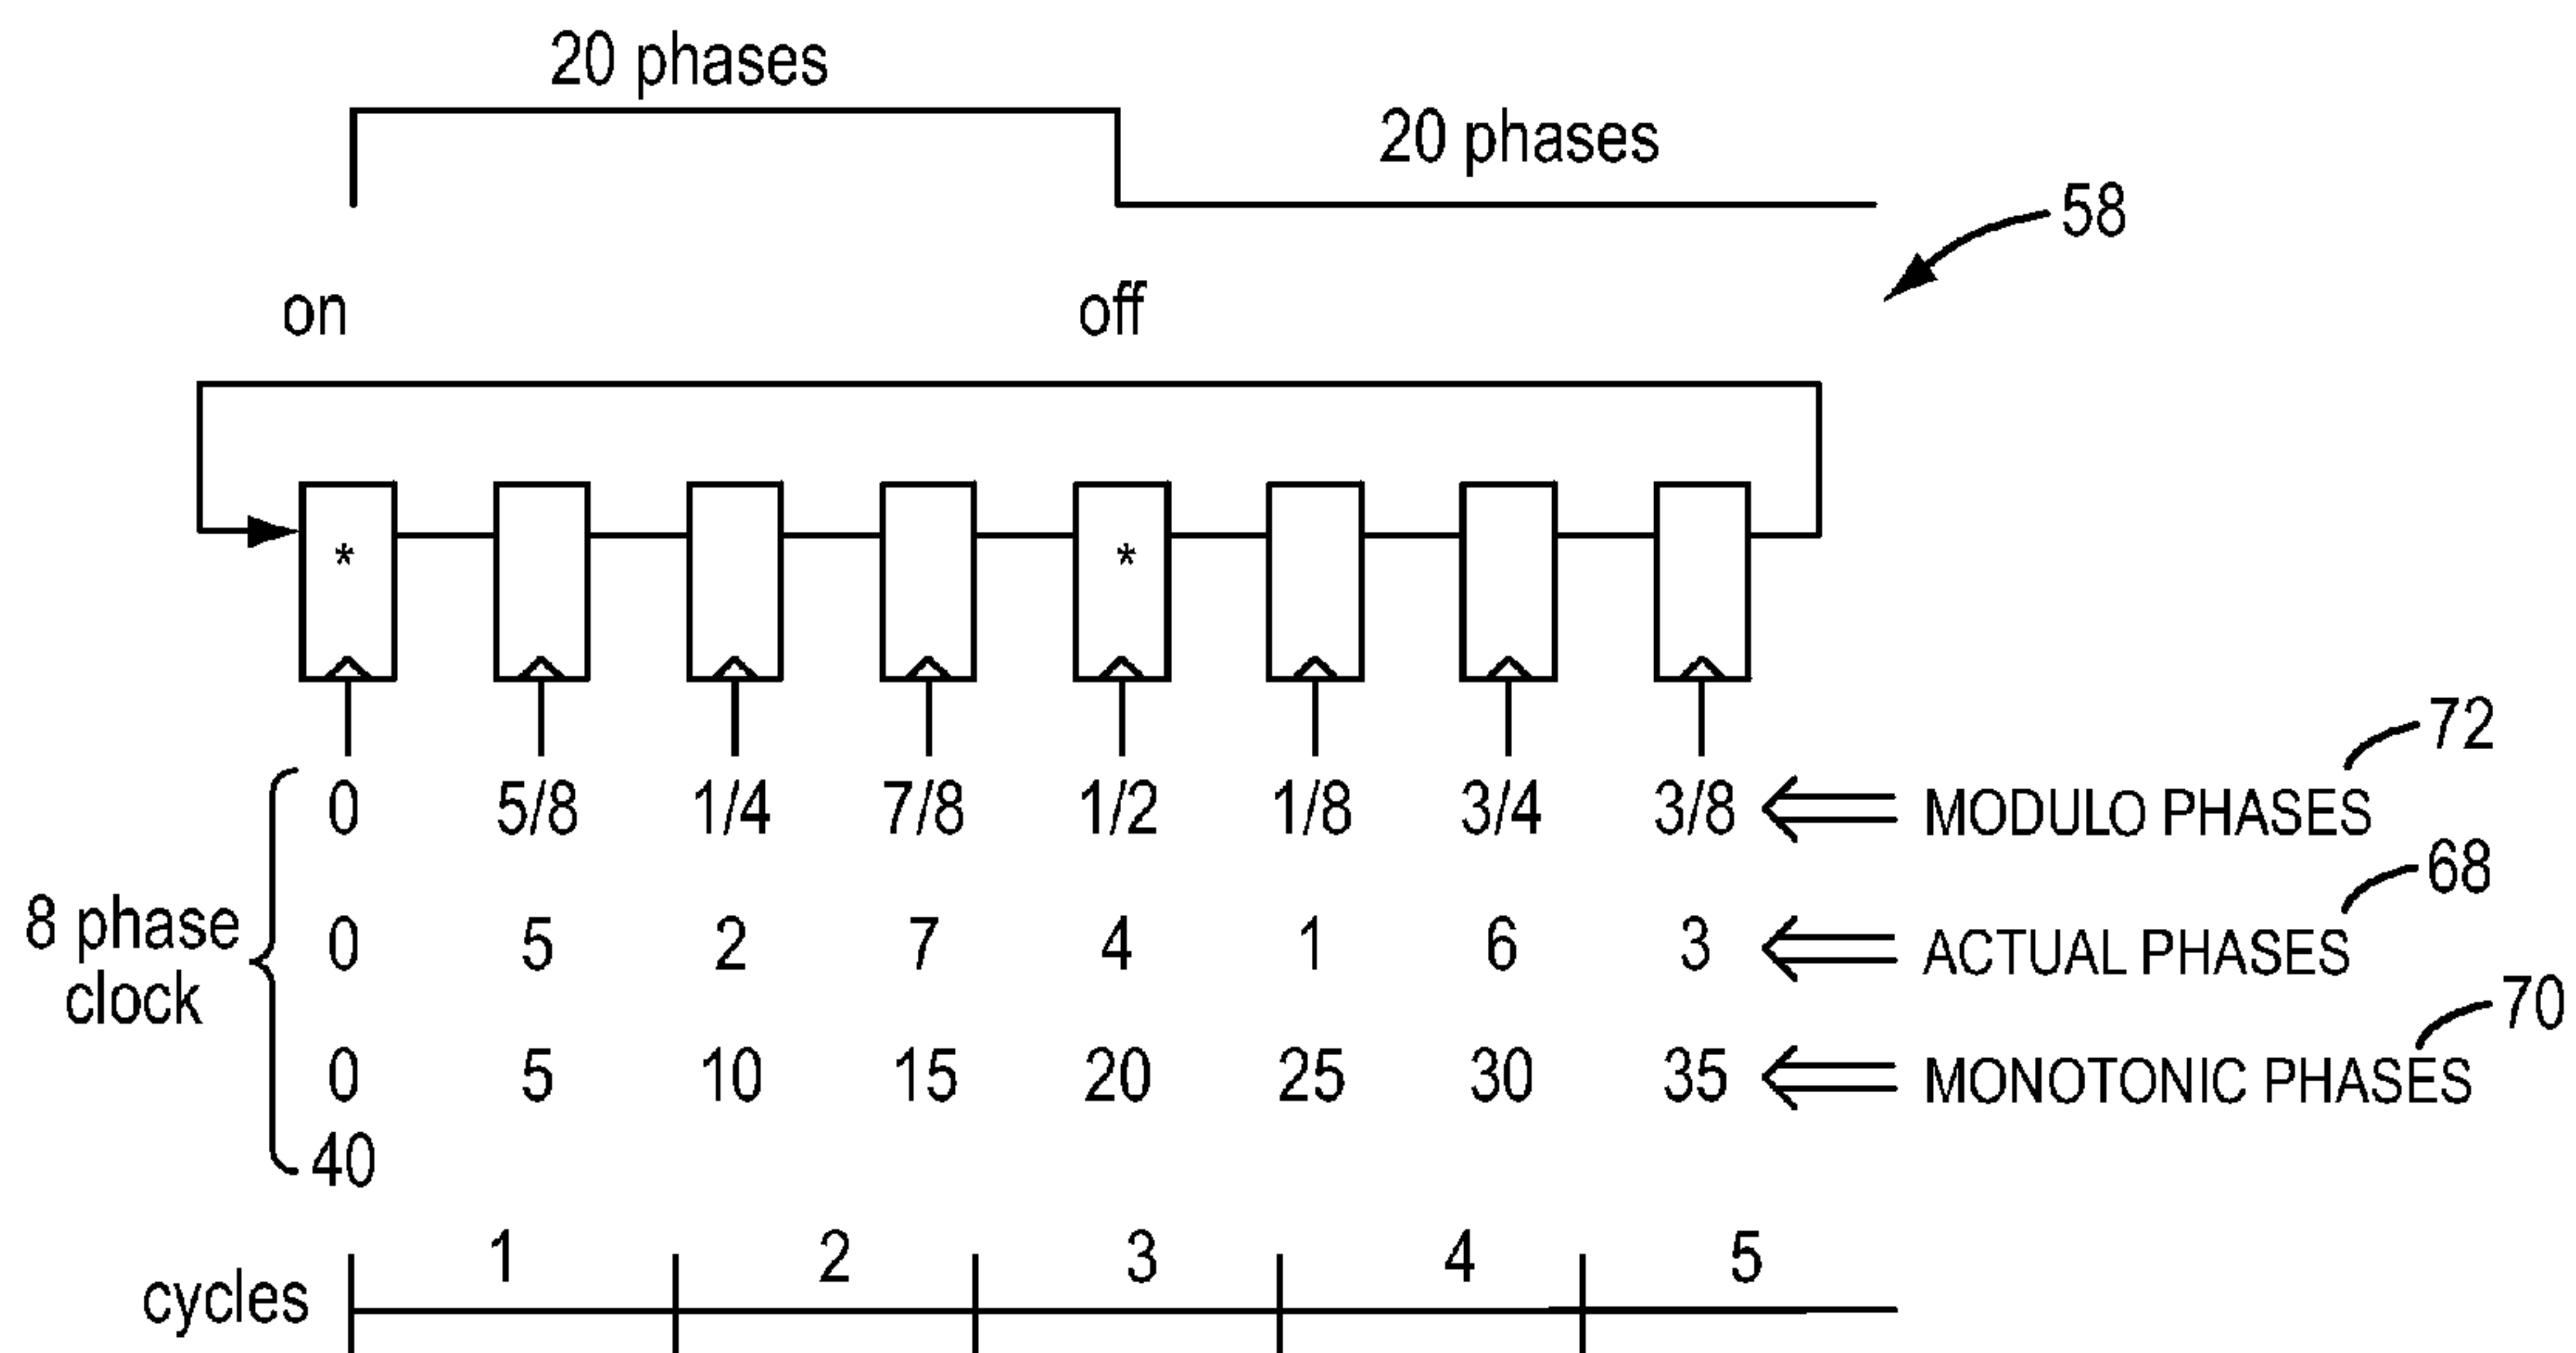 20 phases
20 phases
58
on
off
*
*
72
0 5/8 1/4 7/8 1/2 1/8 3/4 3/8 MODULO PHASES
68
8 phase
clock
0 5 2 7 4 1 6 3 ACTUAL PHASES
70
0 5 10 15 20 25 30 35 MONOTONIC PHASES
40
cycles 1 2 3 4 5